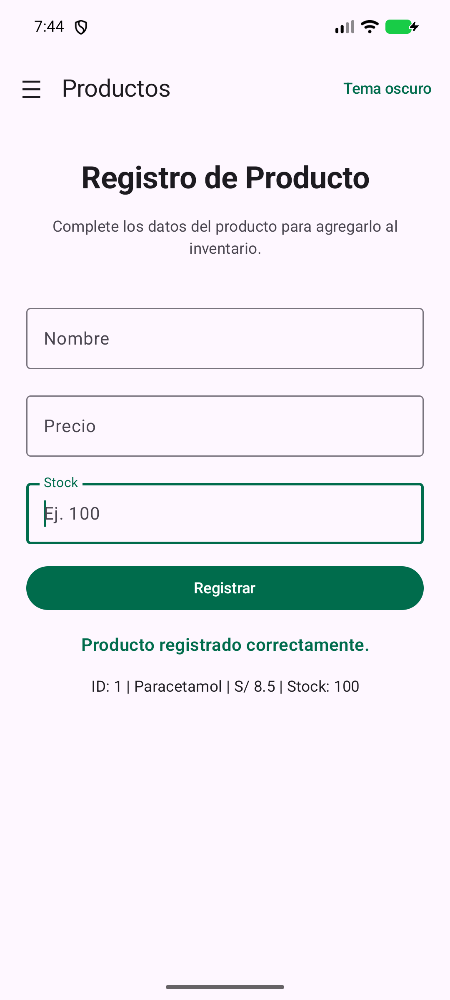 7:44
Productos
Tema oscuro
Registro de Producto
Complete los datos del producto para agregarlo al
inventario.
Nombre
Precio
Stock
Ej. 100
Registrar
Producto registrado correctamente.
ID: 1 | Paracetamol | S/ 8.5 | Stock: 100